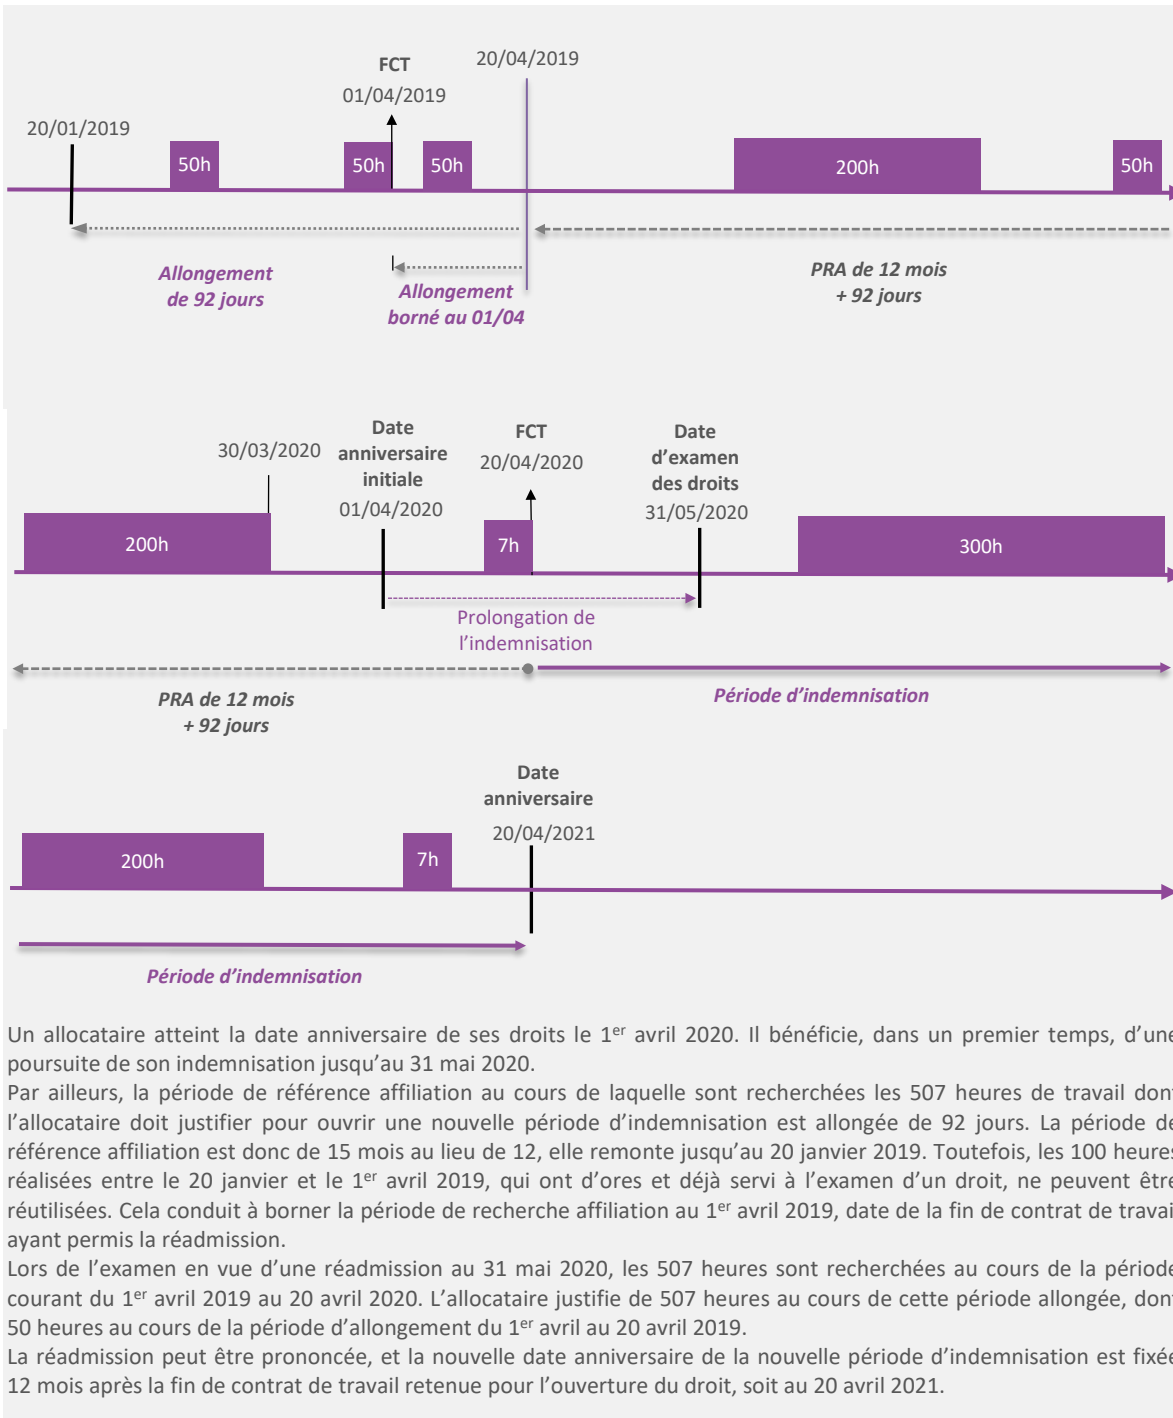 20/04/2019
FCT
01/04/2019
20/01/2019
50h
50h
50h
200h
50h
Allongement
de 92 jours
Allongement
borné au 01/04
PRA de 12 mois
+ 92 jours
30/03/2020
Date
anniversaire
initiale
01/04/2020
FCT
20/04/2020
Date
d’examen
des droits
31/05/2020
200h
7h
300h
Prolongation de
l’indemnisation
PRA de 12 mois
+ 92 jours
Période d’indemnisation
Date
anniversaire
20/04/2021
200h
7h
Période d’indemnisation
Un allocataire atteint la date anniversaire de ses droits le 1er avril 2020. Il bénéficie, dans un premier temps, d’une
poursuite de son indemnisation jusqu’au 31 mai 2020.
Par ailleurs, la période de référence affiliation au cours de laquelle sont recherchées les 507 heures de travail dont
l’allocataire doit justifier pour ouvrir une nouvelle période d’indemnisation est allongée de 92 jours. La période de
référence affiliation est donc de 15 mois au lieu de 12, elle remonte jusqu’au 20 janvier 2019. Toutefois, les 100 heures
réalisées entre le 20 janvier et le 1er avril 2019, qui ont d’ores et déjà servi à l’examen d’un droit, ne peuvent être
réutilisées. Cela conduit à borner la période de recherche affiliation au 1er avril 2019, date de la fin de contrat de travail
ayant permis la réadmission.
Lors de l’examen en vue d’une réadmission au 31 mai 2020, les 507 heures sont recherchées au cours de la période
courant du 1er avril 2019 au 20 avril 2020. L’allocataire justifie de 507 heures au cours de cette période allongée, dont
50 heures au cours de la période d’allongement du 1er avril au 20 avril 2019.
La réadmission peut être prononcée, et la nouvelle date anniversaire de la nouvelle période d’indemnisation est fixée
12 mois après la fin de contrat de travail retenue pour l’ouverture du droit, soit au 20 avril 2021.